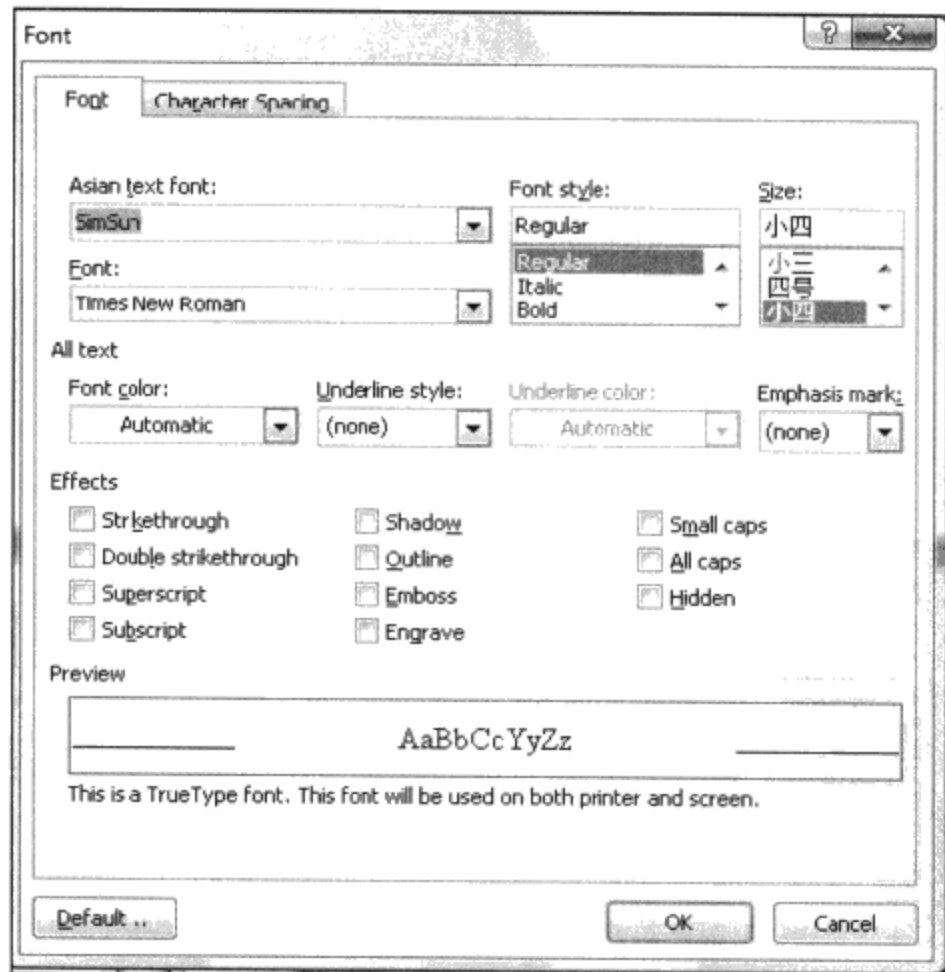 Font
Font Character Spacing
Asian text font: Font style: Size:
SimSun Regular 小四
Font: Regular 小三
Italic 四号
Times New Roman Bold 小四
All text
Font color: Underline style: Underline color: Emphasis mark:
Automatic (none) Automatic (none)
Effects
Strikethrough Shadow Small caps
Double strikethrough Outline All caps
Superscript Emboss Hidden
Subscript Engrave
Preview
AaBbCcYyZz
This is a TrueType font. This font will be used on both printer and screen.
Default .. OK Cancel